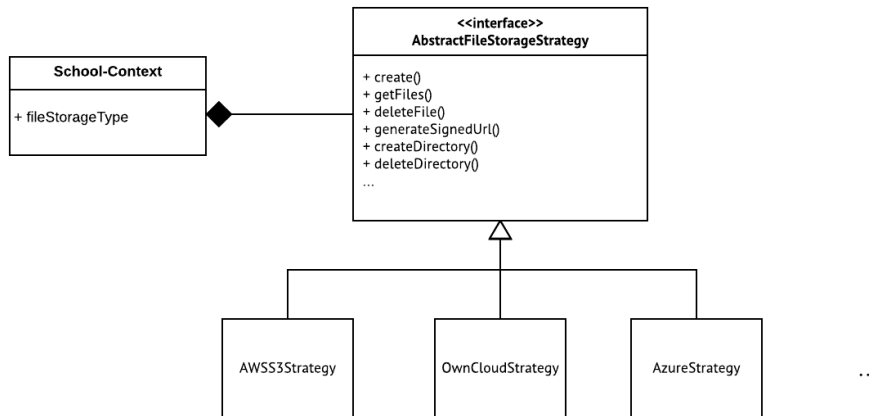 <<interface>>
AbstractFileStorageStrategy
School-Context
+ fileStorageType
+ create()
+ getFiles()
+ deleteFile()
+ generateSignedUrl()
+ createDirectory()
+ deleteDirectory()
...
AWSS3Strategy
OwnCloudStrategy
AzureStrategy
..